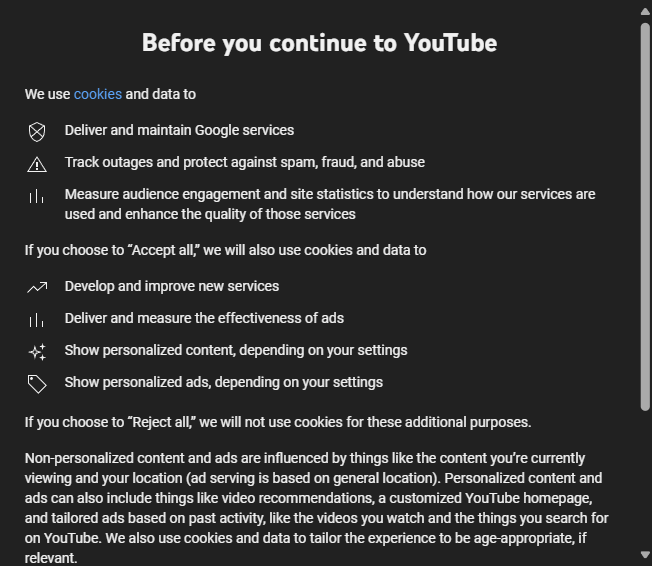 Before you continue to YouTube
We use cookies and data to
Deliver and maintain Google services
Track outages and protect against spam, fraud, and abuse
Measure audience engagement and site statistics to understand how our services are
used and enhance the quality of those services
If you choose to “Accept all,” we will also use cookies and data to
Develop and improve new services
Deliver and measure the effectiveness of ads
Show personalized content, depending on your settings
Show personalized ads, depending on your settings
If you choose to “Reject all,” we will not use cookies for these additional purposes.
Non-personalized content and ads are influenced by things like the content you’re currently
viewing and your location (ad serving is based on general location). Personalized content and
ads can also include things like video recommendations, a customized YouTube homepage,
and tailored ads based on past activity, like the videos you watch and the things you search for
on YouTube. We also use cookies and data to tailor the experience to be age-appropriate, if
relevant.